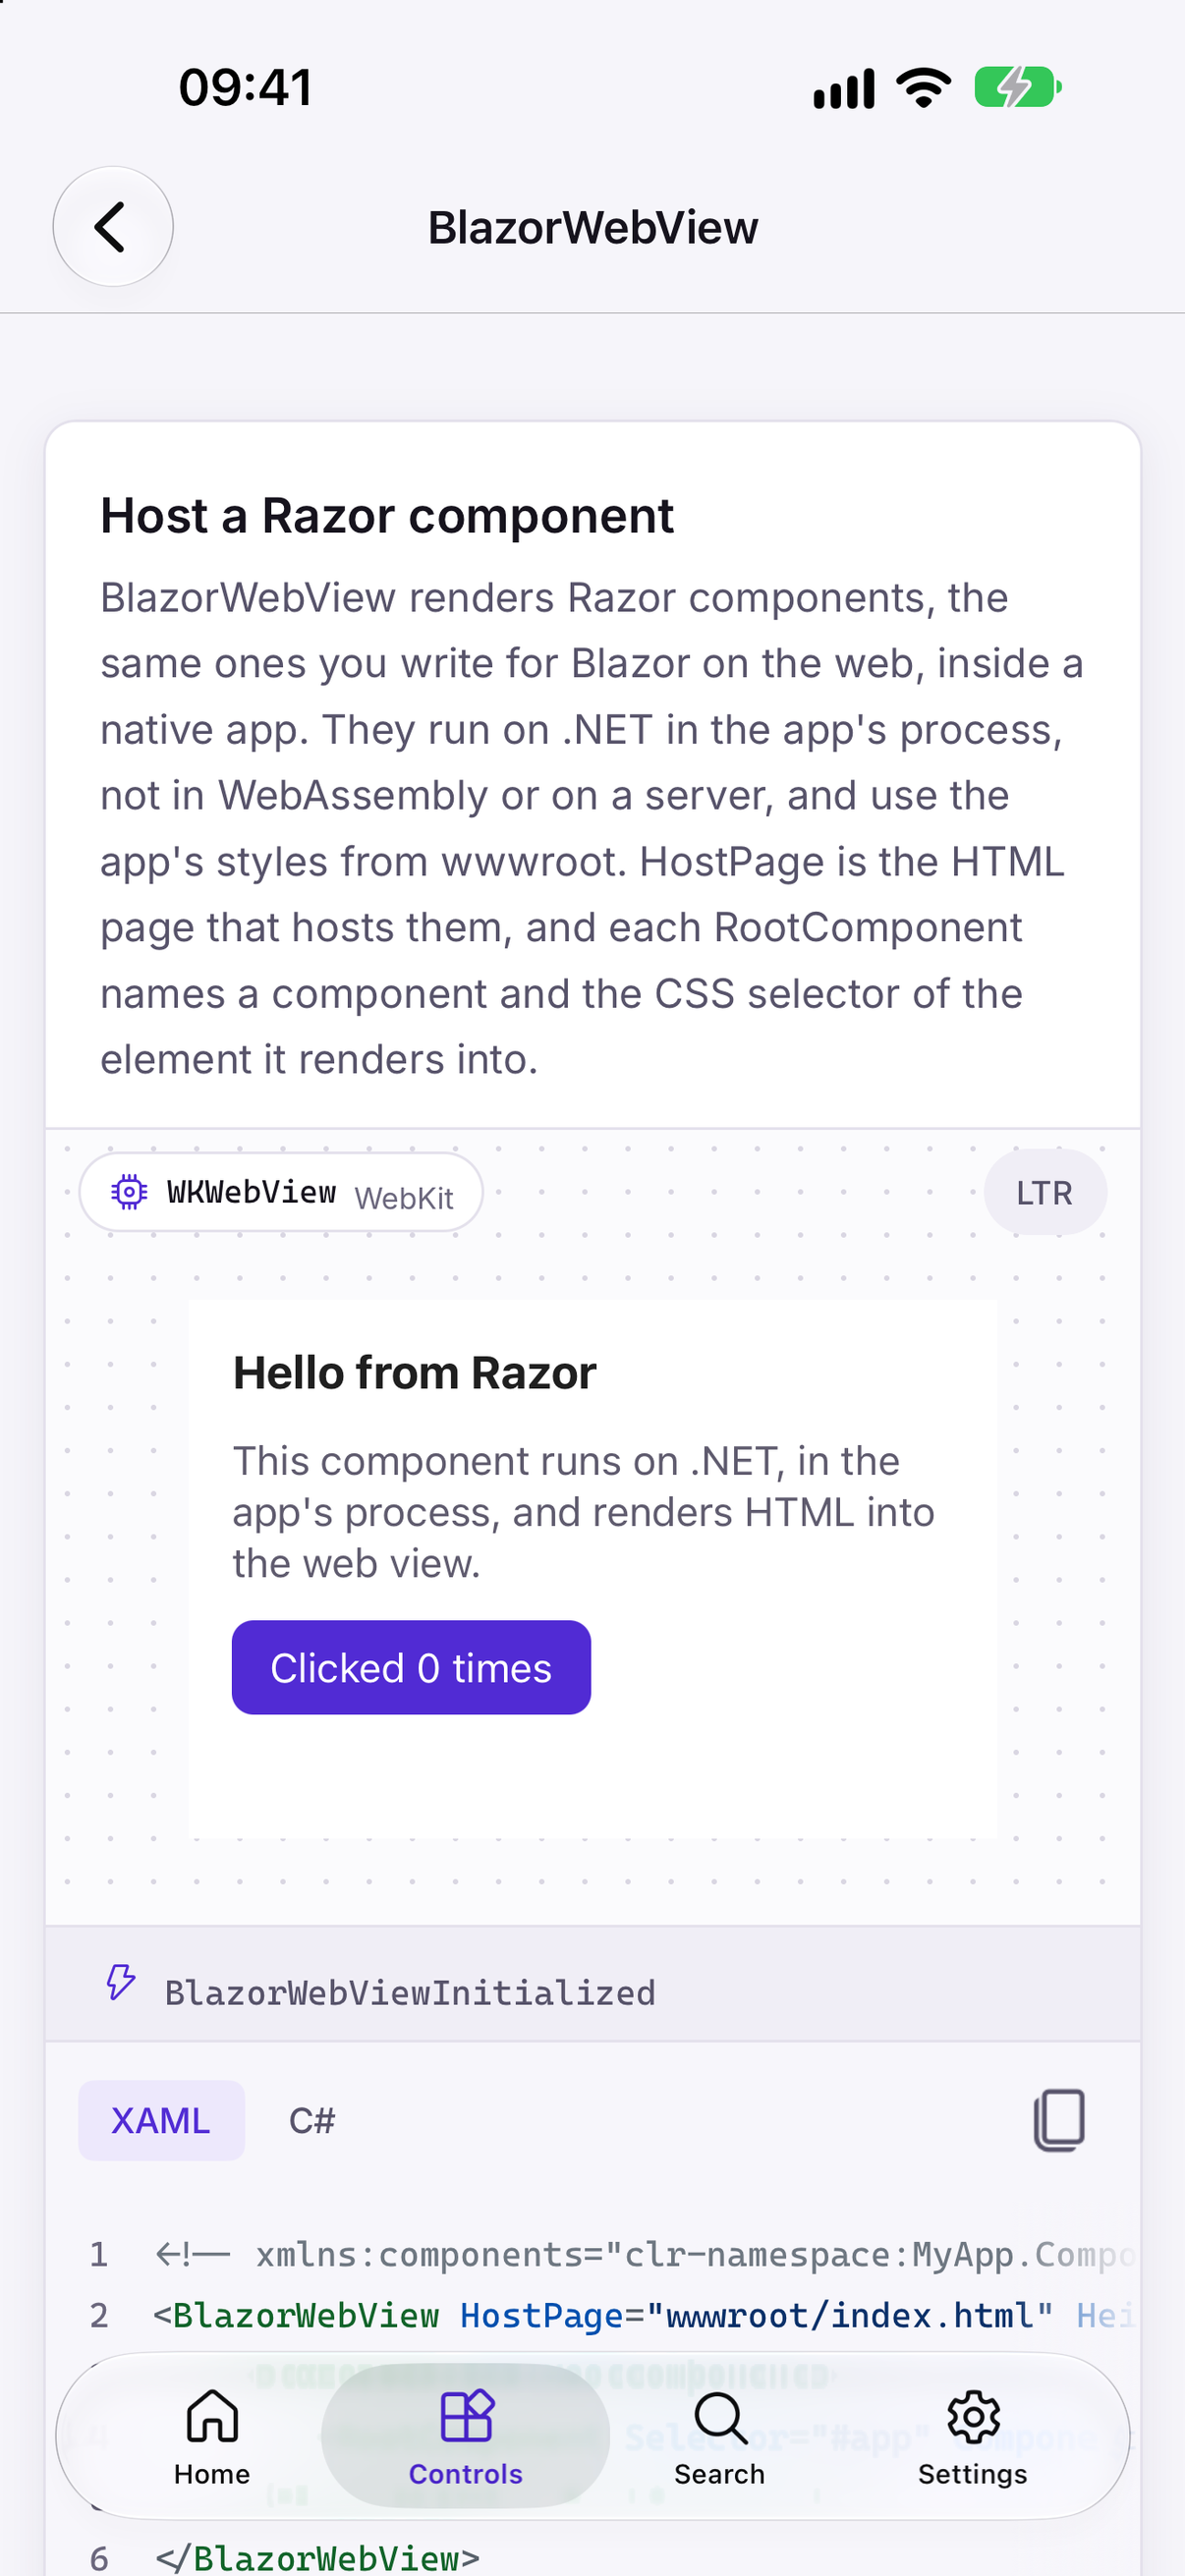 09:41
BlazorWebView
Host a Razor component
BlazorWebView renders Razor components, the
same ones you write for Blazor on the web, inside a
native app. They run on .NET in the app's process,
not in WebAssembly or on a server, and use the
app's styles from wwwroot. HostPage is the HTML
page that hosts them, and each RootComponent
names a component and the CSS selector of the
element it renders into.
WKWebView WebKit
LTR
Hello from Razor
This component runs on .NET, in the
app's process, and renders HTML into
the web view.
Clicked 0 times
BlazorWebViewInitialized
XAML C#
1 <!-- xmlns:components="clr-namespace:MyApp.Compo
2 <BlazorWebView HostPage="wwwroot/index.html" Hei
Selector="#app" Compone
Home
Controls
Search
Settings
6 </BlazorWebView>